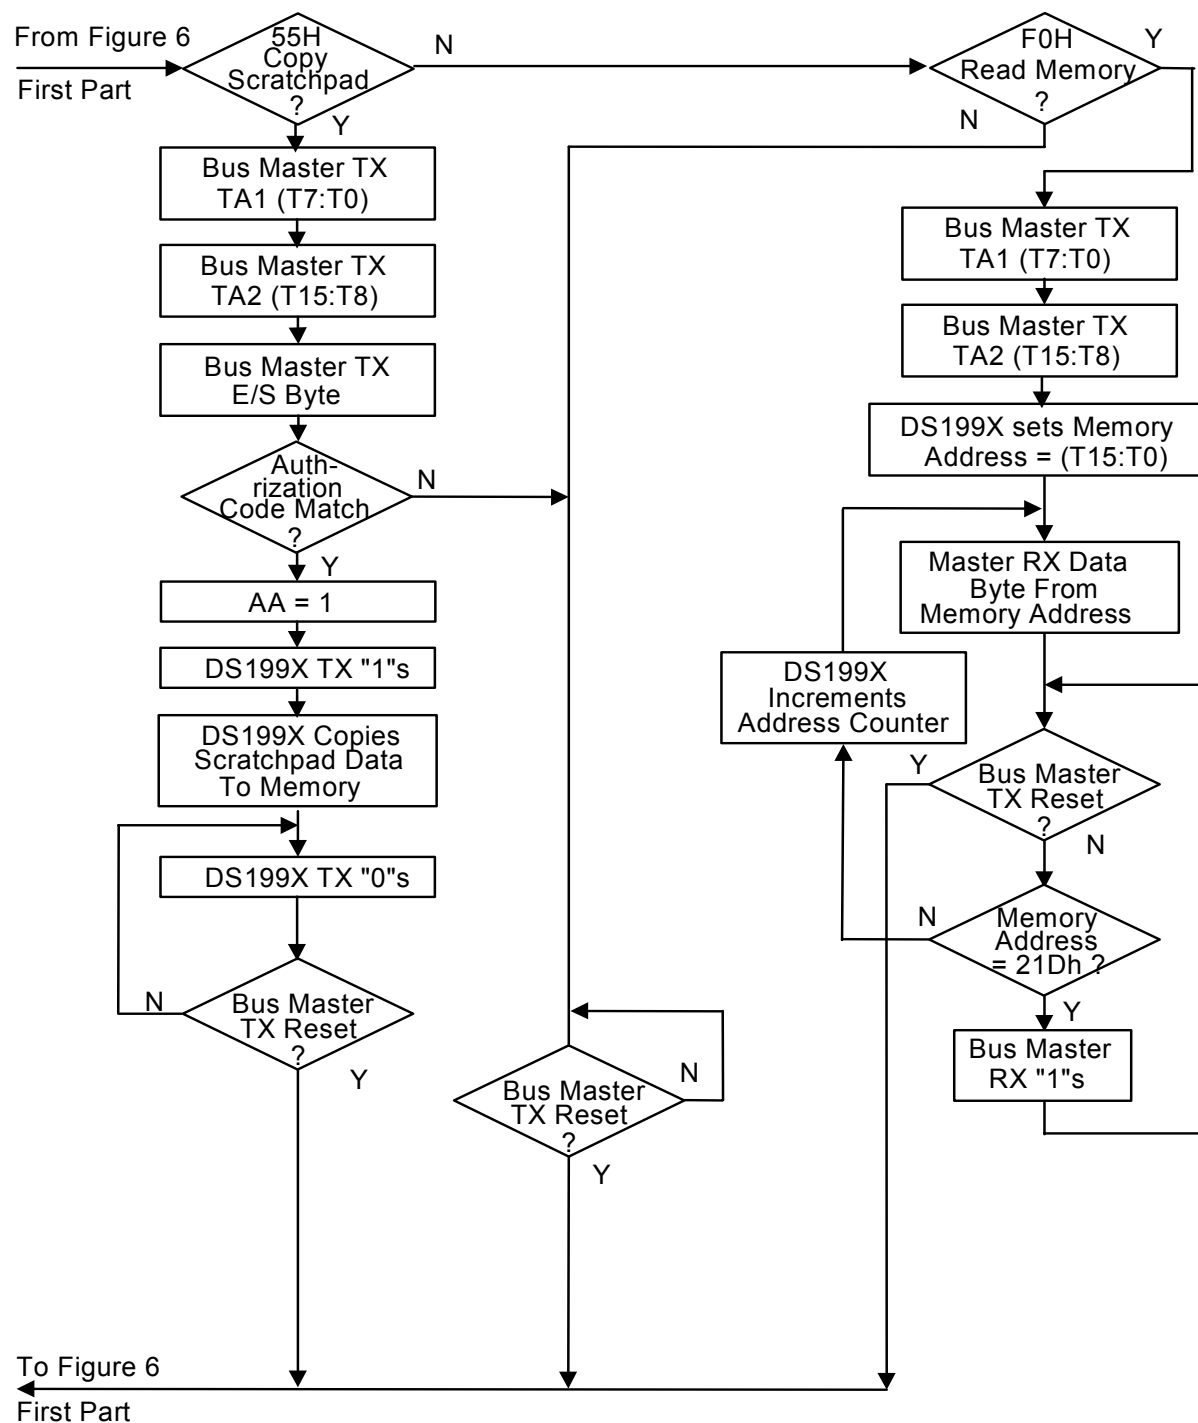 From Figure 6
First Part
55H
Copy
Scratchpad
?
N
Y
F0H
Read Memory
?
Y
N
Bus Master TX
TA1 (T7:T0)
Bus Master TX
TA2 (T15:T8)
Bus Master TX
E/S Byte
Auth-
rization
Code Match
?
N
Y
AA = 1
DS199X TX "1"s
DS199X Copies
Scratchpad Data
To Memory
DS199X TX "0"s
Bus Master
TX Reset
?
N
Y
Bus Master
TX Reset
?
N
Y
Bus Master TX
TA1 (T7:T0)
Bus Master TX
TA2 (T15:T8)
DS199X sets Memory
Address = (T15:T0)
Master RX Data
Byte From
Memory Address
DS199X
Increments
Address Counter
Bus Master
TX Reset
?
Y
N
Memory
Address
= 21Dh ?
N
Y
Bus Master
RX "1"s
To Figure 6
First Part